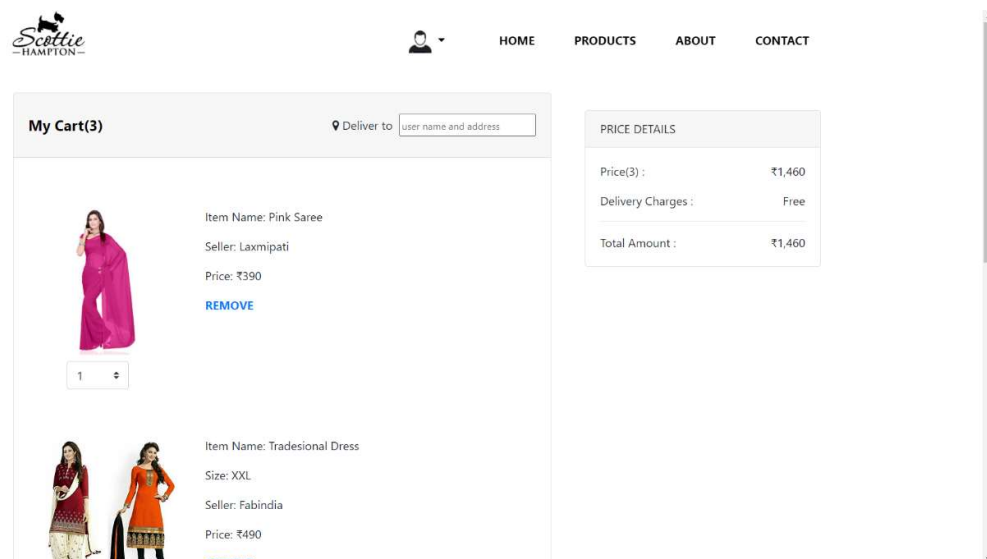 Scottie
HAMPTON
HOME PRODUCTS ABOUT CONTACT
My Cart(3)
Deliver to user name and address
Item Name: Pink Saree
Seller: Laxmipati
Price: ₹390
REMOVE
1
Item Name: Tradesional Dress
Size: XXL
Seller: Fabindia
Price: ₹490
PRICE DETAILS
Price(3) : ₹1,460
Delivery Charges : Free
Total Amount : ₹1,460